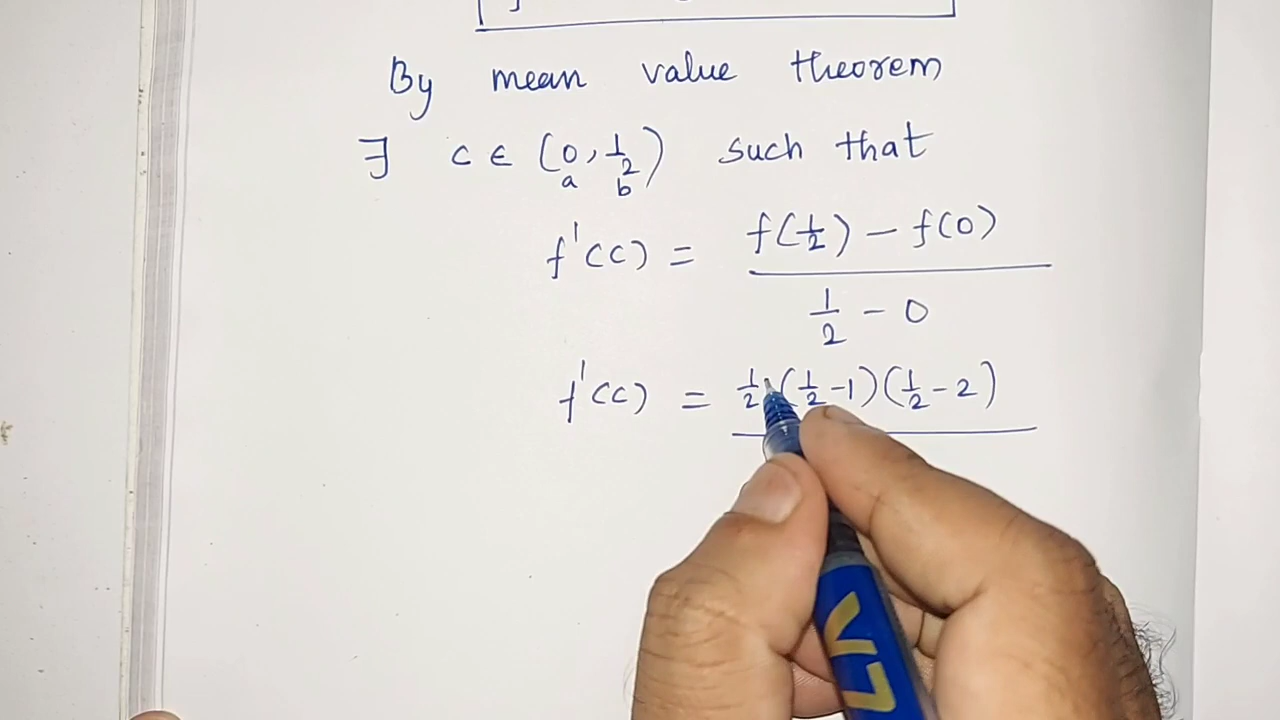 By mean value theorem
∃ c ∈ (0, 1/2) such that
a b
f'(c) = f(1/2) - f(0)
1/2 - 0
f'(c) = 1/2 (1/2 - 1)(1/2 - 2)
V7